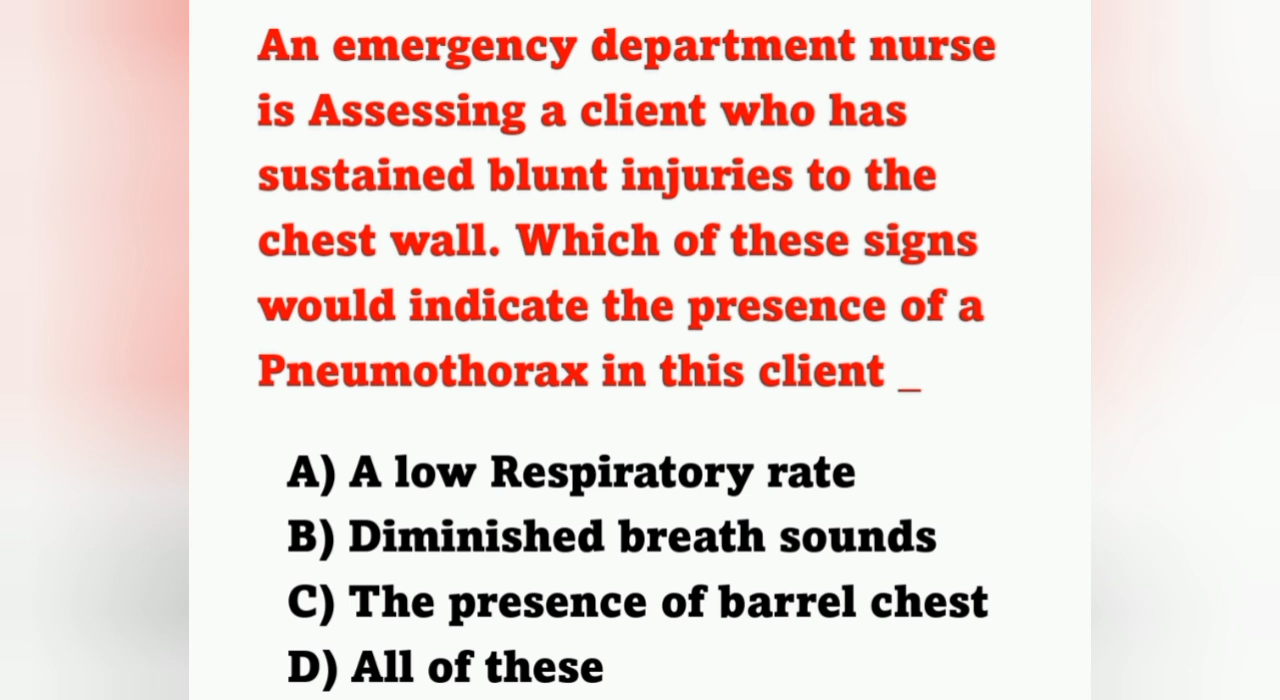 An emergency department nurse
is Assessing a client who has
sustained blunt injuries to the
chest wall. Which of these signs
would indicate the presence of a
Pneumothorax in this client _
A) A low Respiratory rate
B) Diminished breath sounds
C) The presence of barrel chest
D) All of these